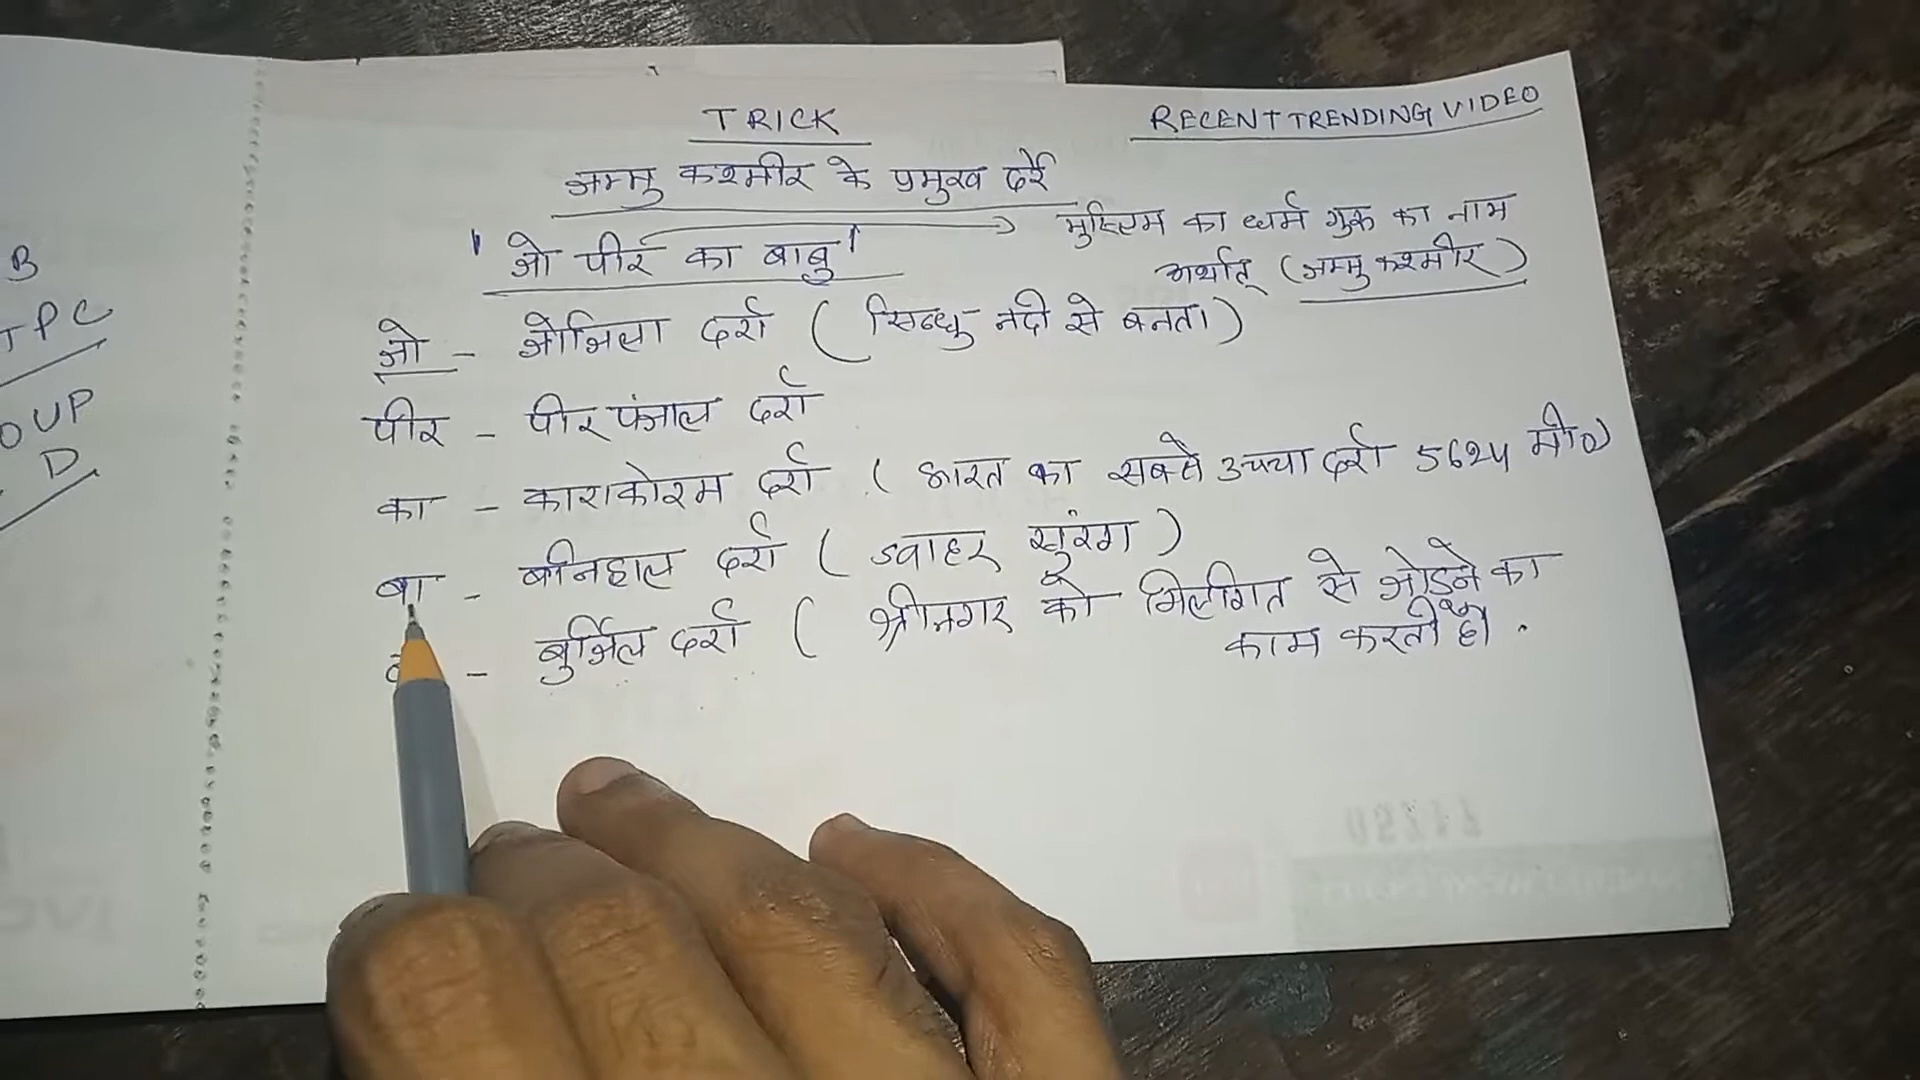 TRICK
RECENT TRENDING VIDEO
जम्मु कश्मीर के प्रमुख दर्रे
'जो पीर का बाबु' → मुस्लिम का धर्म गुरू का नाम
अर्थात् (जम्मु कश्मीर)
जो - जोजिला दर्रा ( सिन्धु नदी से बनता)
पीर - पीर पंजाल दर्रा
का - काराकोरम दर्रा ( भारत का सबसे उच्चा दर्रा 5624 मी०)
बा - बनिहाल दर्रा ( जवाहर सुरंग )
- बुर्जिल दर्रा ( श्रीनगर को गिलगित से जोड़ने का
काम करती है) .
B
TPC
OUP
D